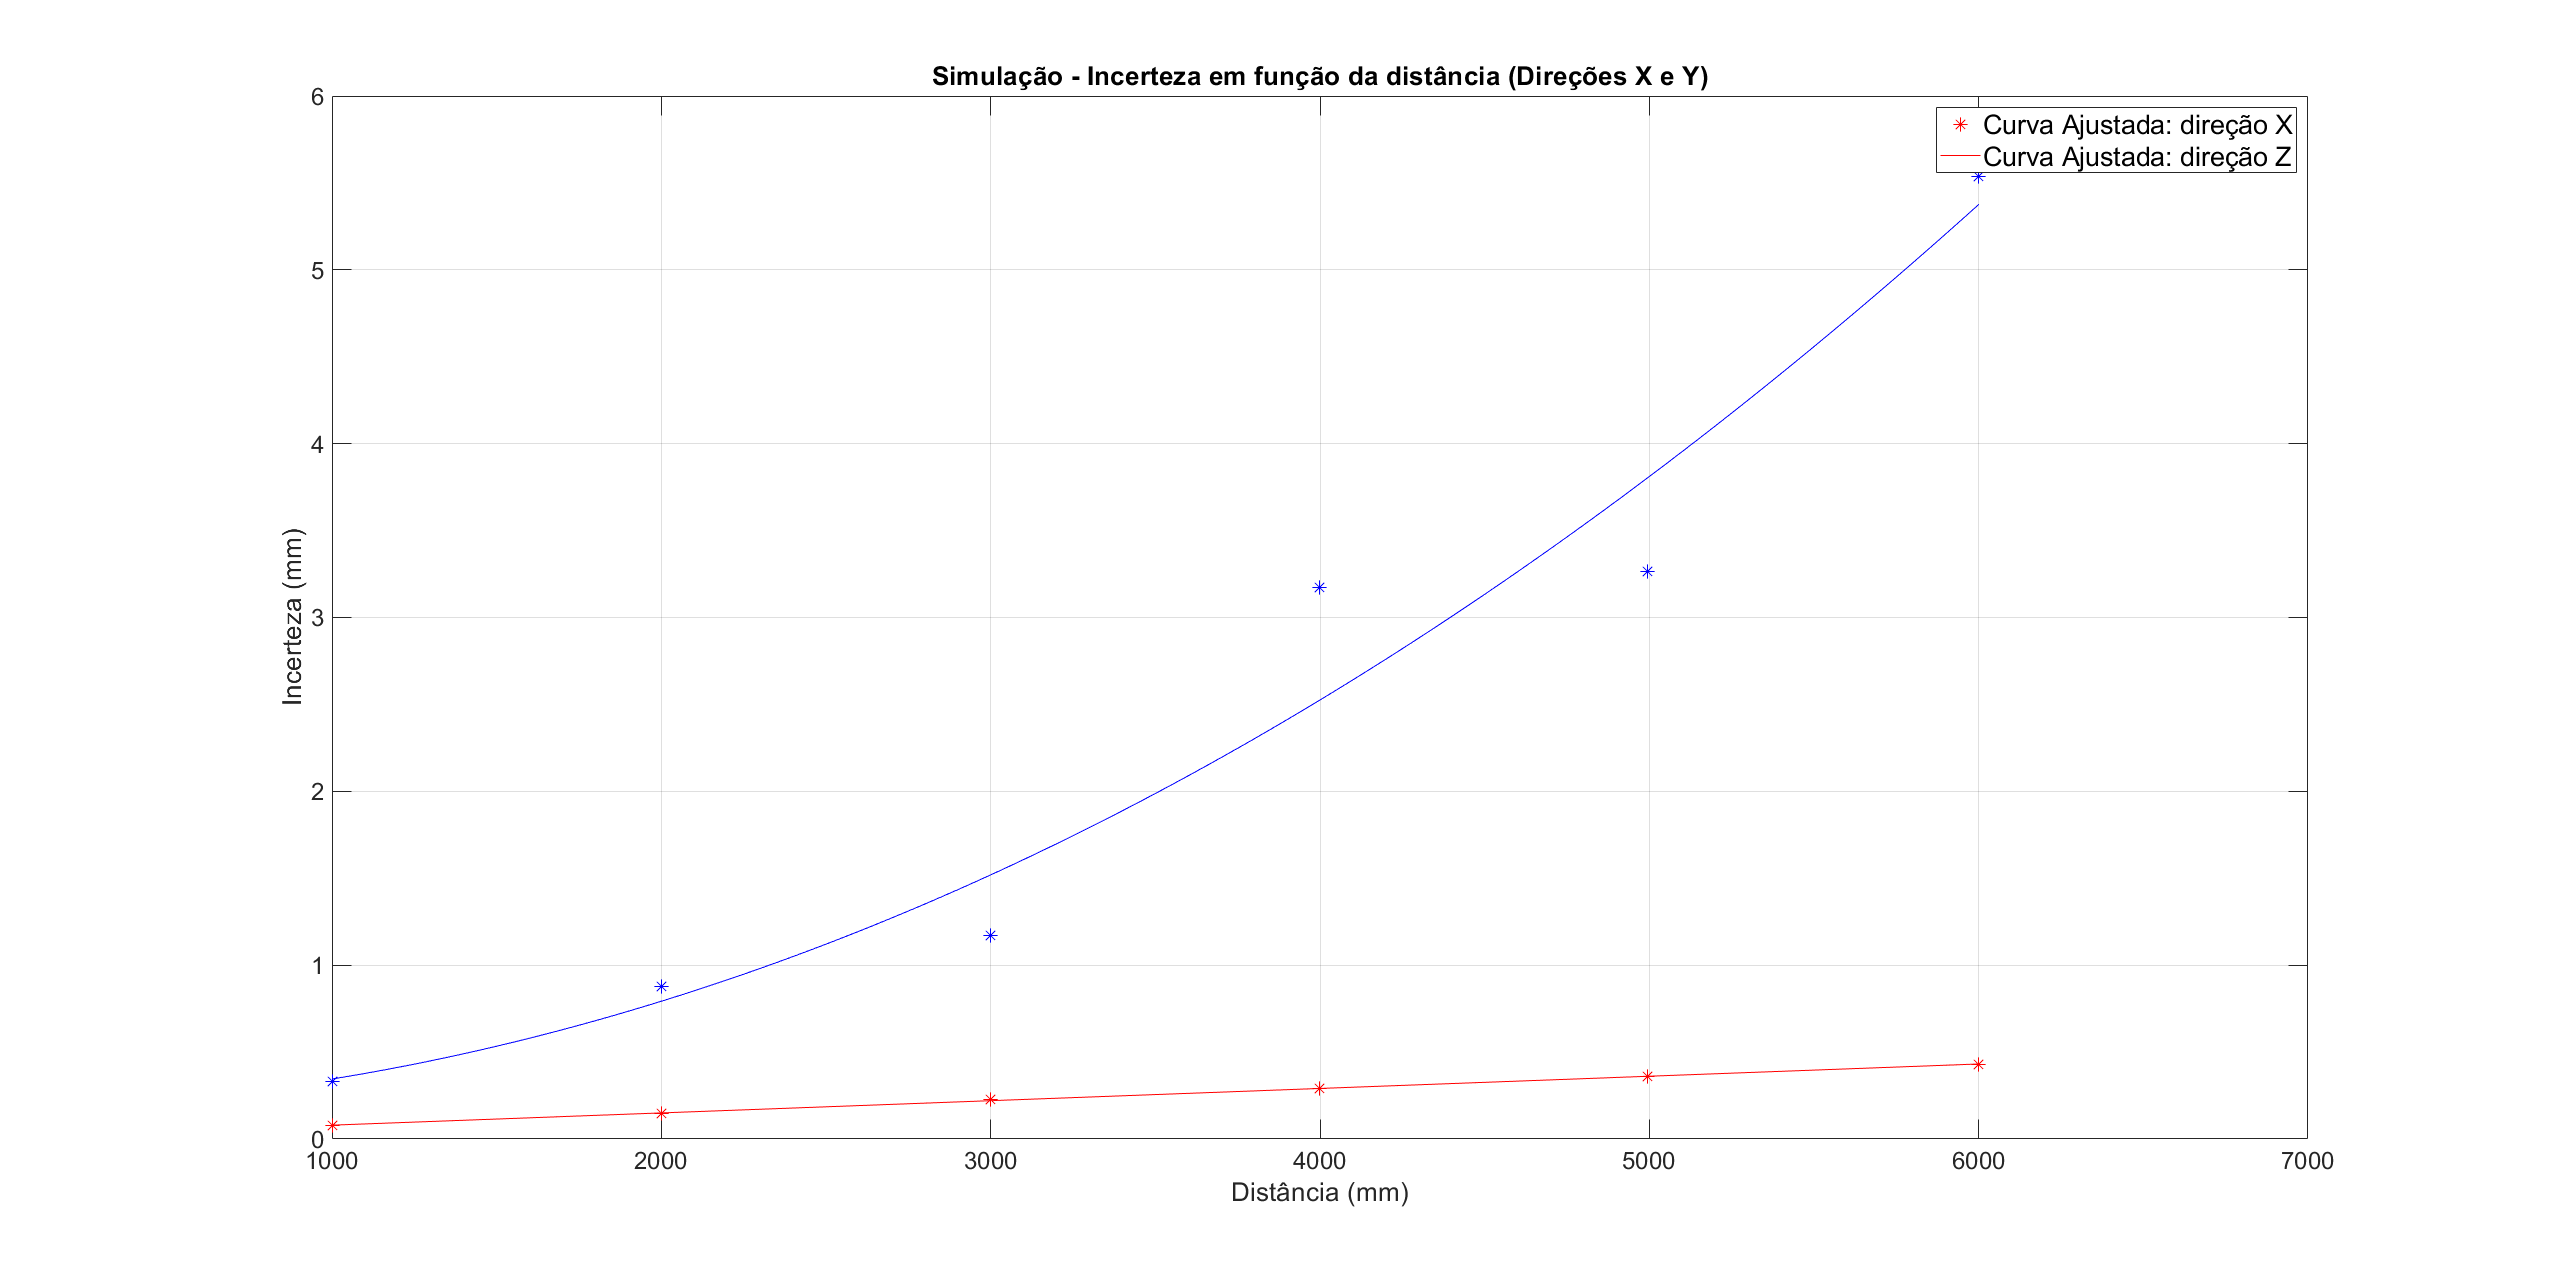 Simulação - Incerteza em função da distância (Direções X e Y)
Curva Ajustada: direção X
Curva Ajustada: direção Z
6
5
4
3
2
1
0
Incerteza (mm)
1000 2000 3000 4000 5000 6000 7000
Distância (mm)